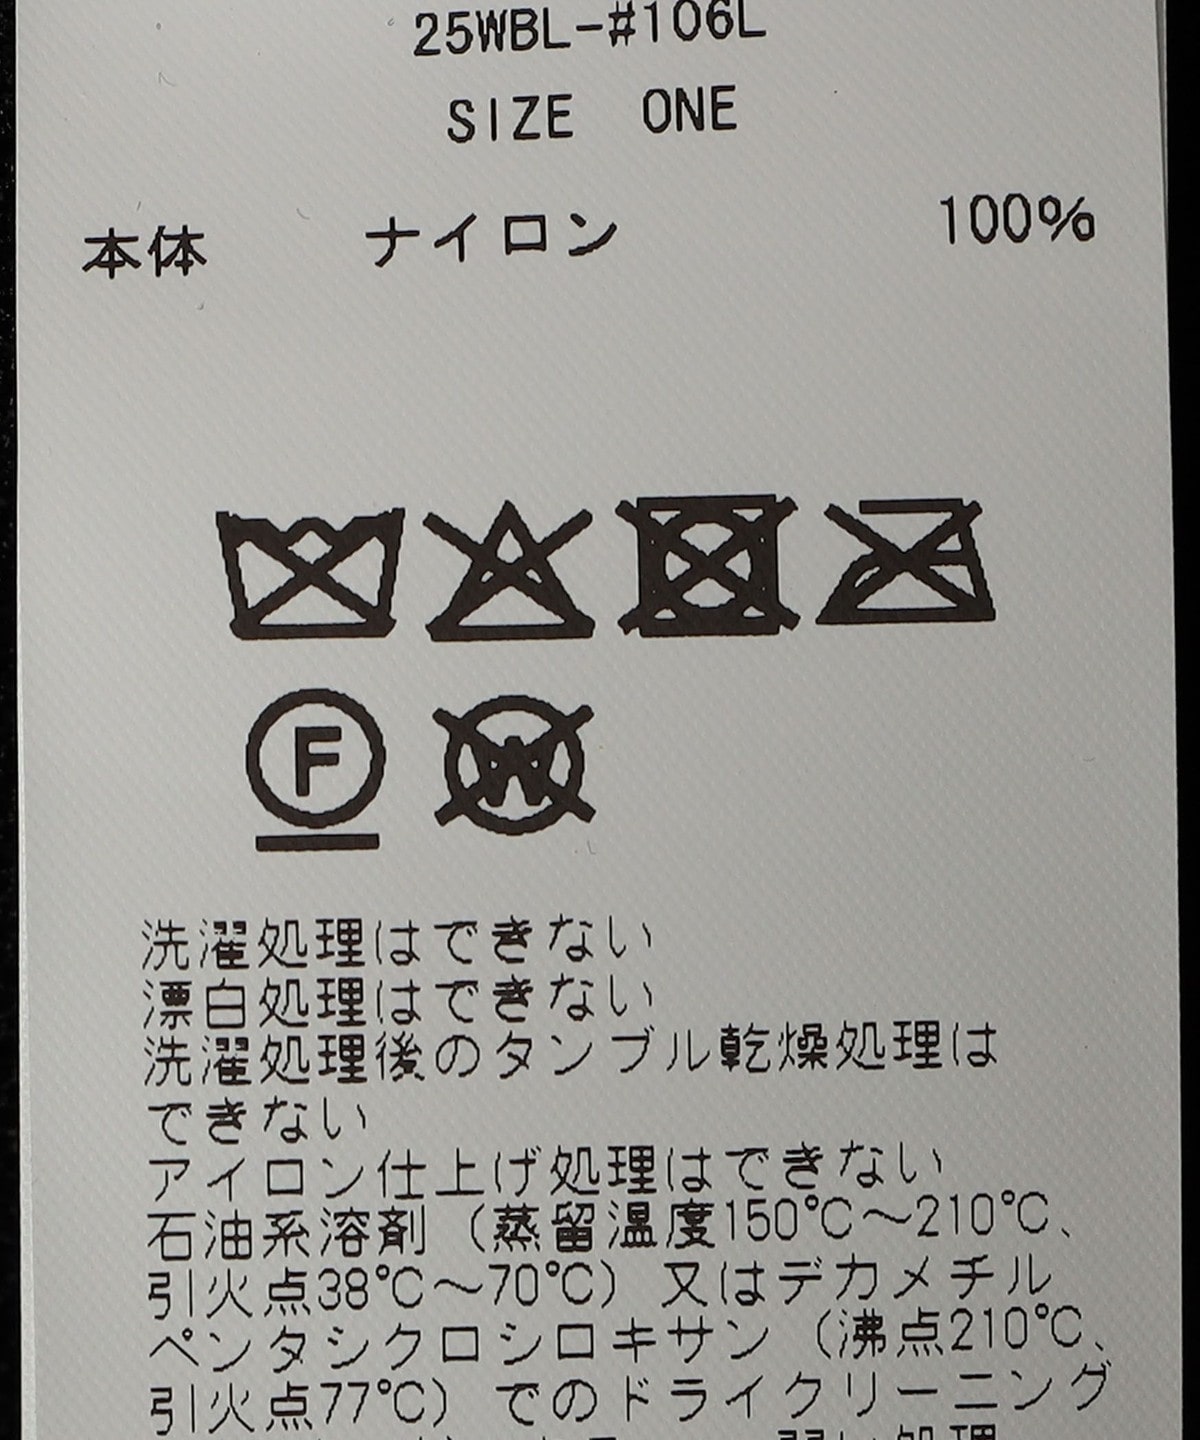 25WBL-#106L
SIZE ONE
本体 ナイロン 100%
F
W
洗濯処理はできない
漂白処理はできない
洗濯処理後のタンブル乾燥処理は
できない
アイロン仕上げ処理はできない
石油系溶剤(蒸留温度150℃~210℃、
引火点38℃~70℃)又はデカメチル
ペンタシクロシロキサン(沸点210℃、
引火点77℃)でのドライクリーニング